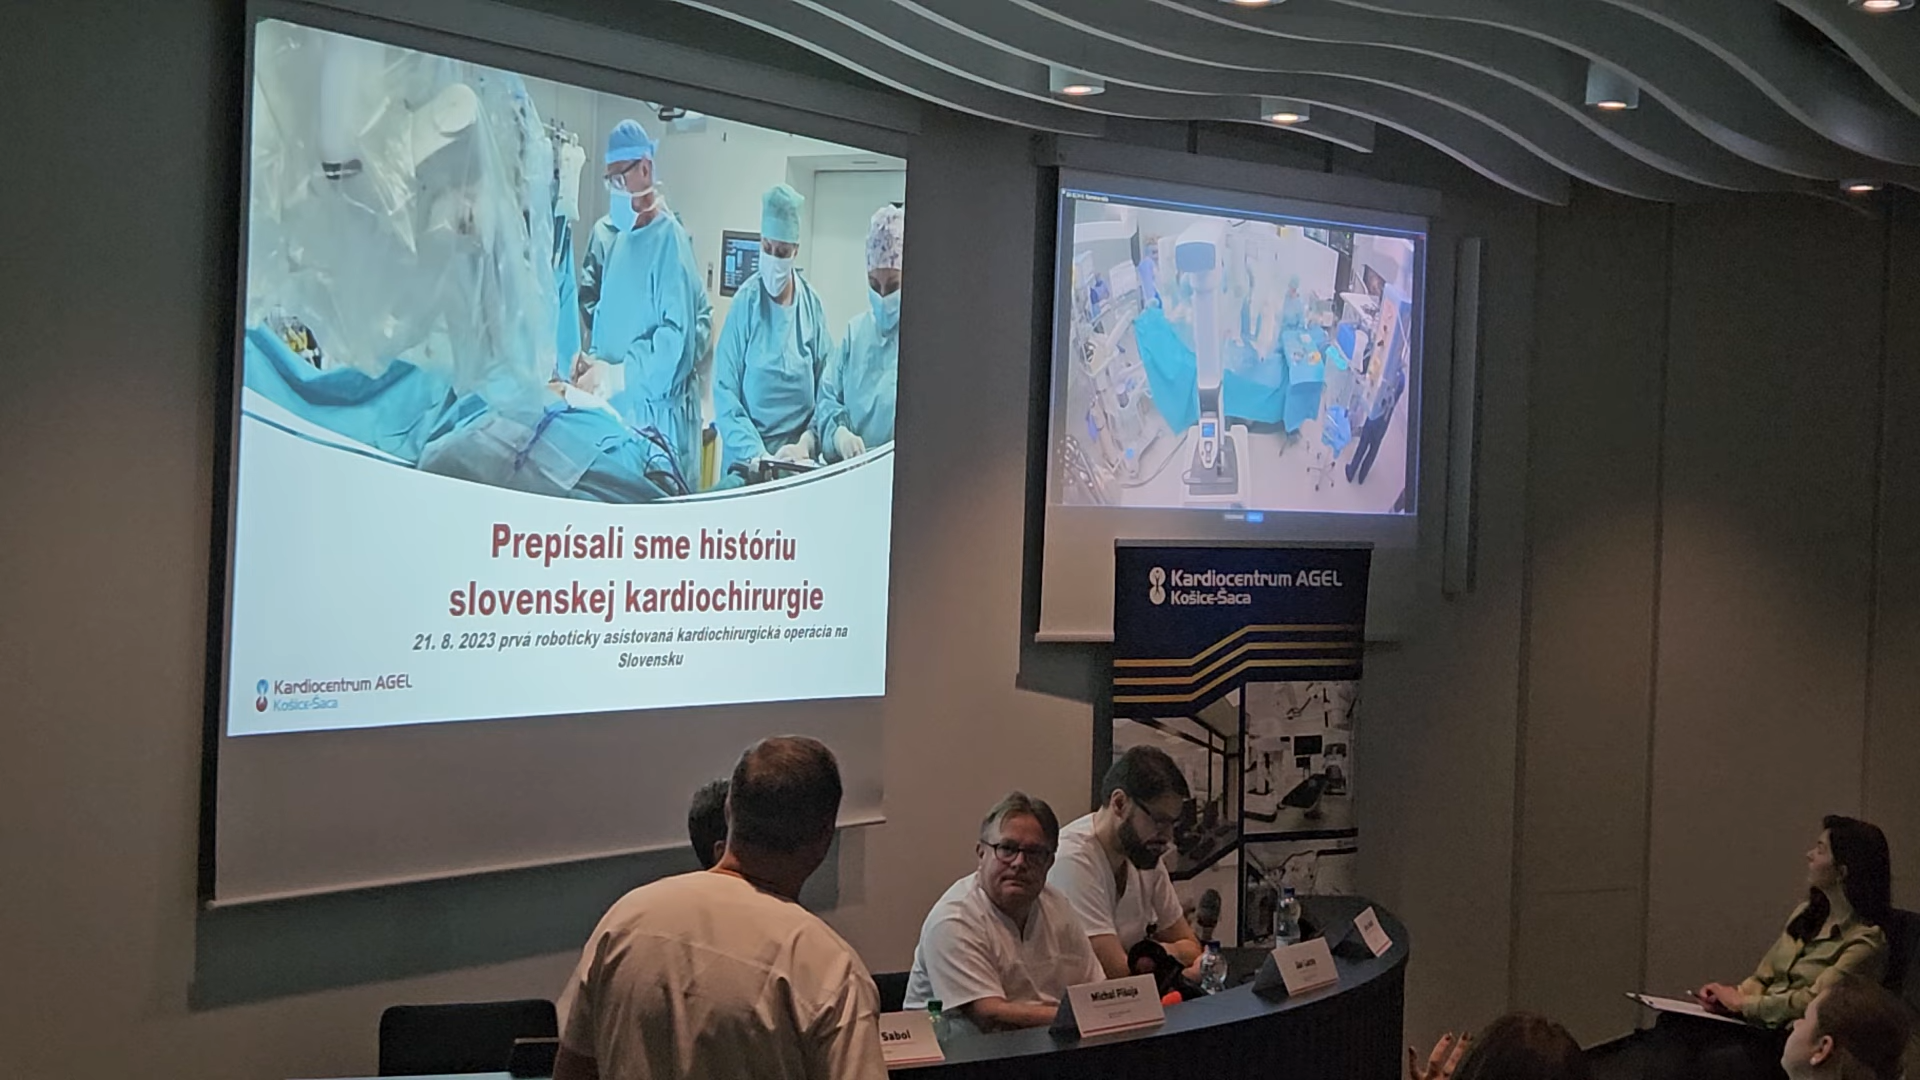 Prepísali sme históriu
slovenskej kardiochirurgie
21. 8. 2023 prvá roboticky asistovaná kardiochirurgická operácia na
Slovensku
Kardiocentrum AGEL
Košice-Šaca
Kardiocentrum AGEL
Košice-Šaca
Sabol
Michal Pišoja